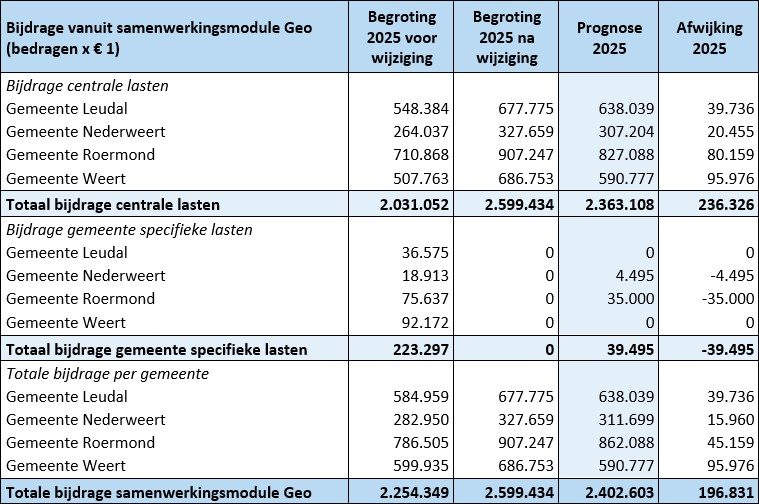 Bijdrage vanuit samenwerkingsmodule Geo (bedragen x € 1) Begroting 2025 voor wijziging Begroting 2025 na wijziging Prognose 2025 Afwijking 2025
Bijdrage centrale lasten
Gemeente Leudal 548.384 677.775 638.039 39.736
Gemeente Nederweert 264.037 327.659 307.204 20.455
Gemeente Roermond 710.868 907.247 827.088 80.159
Gemeente Weert 507.763 686.753 590.777 95.976
Totaal bijdrage centrale lasten 2.031.052 2.599.434 2.363.108 236.326
Bijdrage gemeente specifieke lasten
Gemeente Leudal 36.575 0 0 0
Gemeente Nederweert 18.913 0 4.495 -4.495
Gemeente Roermond 75.637 0 35.000 -35.000
Gemeente Weert 92.172 0 0 0
Totaal bijdrage gemeente specifieke lasten 223.297 0 39.495 -39.495
Totale bijdrage per gemeente
Gemeente Leudal 584.959 677.775 638.039 39.736
Gemeente Nederweert 282.950 327.659 311.699 15.960
Gemeente Roermond 786.505 907.247 862.088 45.159
Gemeente Weert 599.935 686.753 590.777 95.976
Totale bijdrage samenwerkingsmodule Geo 2.254.349 2.599.434 2.402.603 196.831